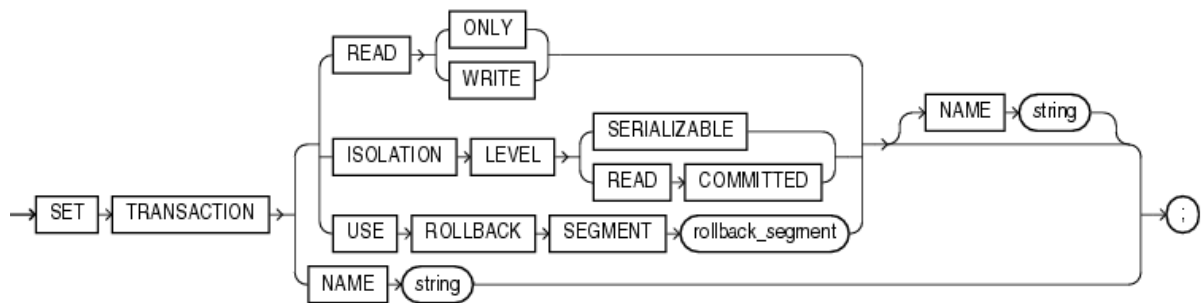 ONLY
READ
WRITE
NAME string
SERIALIZABLE
ISOLATION LEVEL
READ COMMITTED
SET TRANSACTION ;
USE ROLLBACK SEGMENT rollback_segment
NAME string